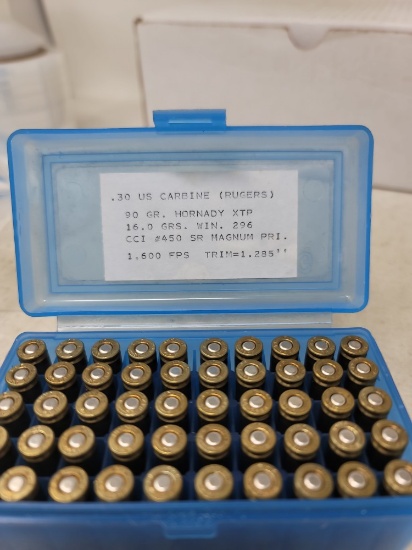 .30 US CARBINE (RUGERS)
90 GR. HORNADY XTP
16.0 GRS. WIN. 296
CCI #450 SR MAGNUM PRI.
1,600 FPS TRIM=1.285''